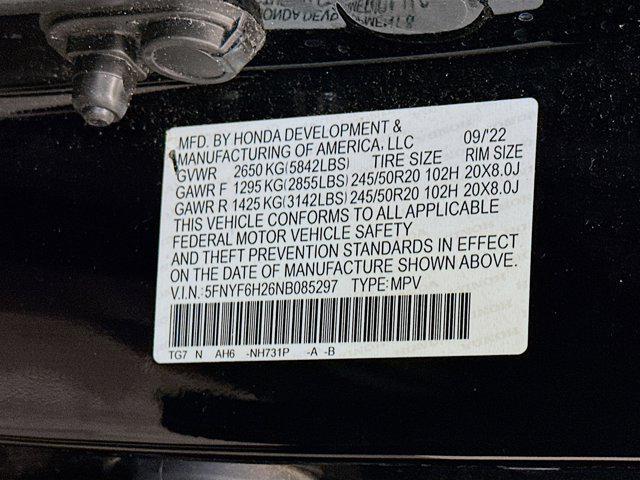 MFD. BY HONDA DEVELOPMENT &
MANUFACTURING OF AMERICA, LLC 09/'22
GVWR 2650 KG(5842LBS) TIRE SIZE RIM SIZE
GAWR F 1295 KG(2855LBS) 245/50R20 102H 20X8.0J
GAWR R 1425 KG(3142LBS) 245/50R20 102H 20X8.0J
THIS VEHICLE CONFORMS TO ALL APPLICABLE
FEDERAL MOTOR VEHICLE SAFETY
AND THEFT PREVENTION STANDARDS IN EFFECT
ON THE DATE OF MANUFACTURE SHOWN ABOVE.
V.I.N.:5FNYF6H26NB085297 TYPE:MPV
TG7 N AH6 -NH731P -A -B